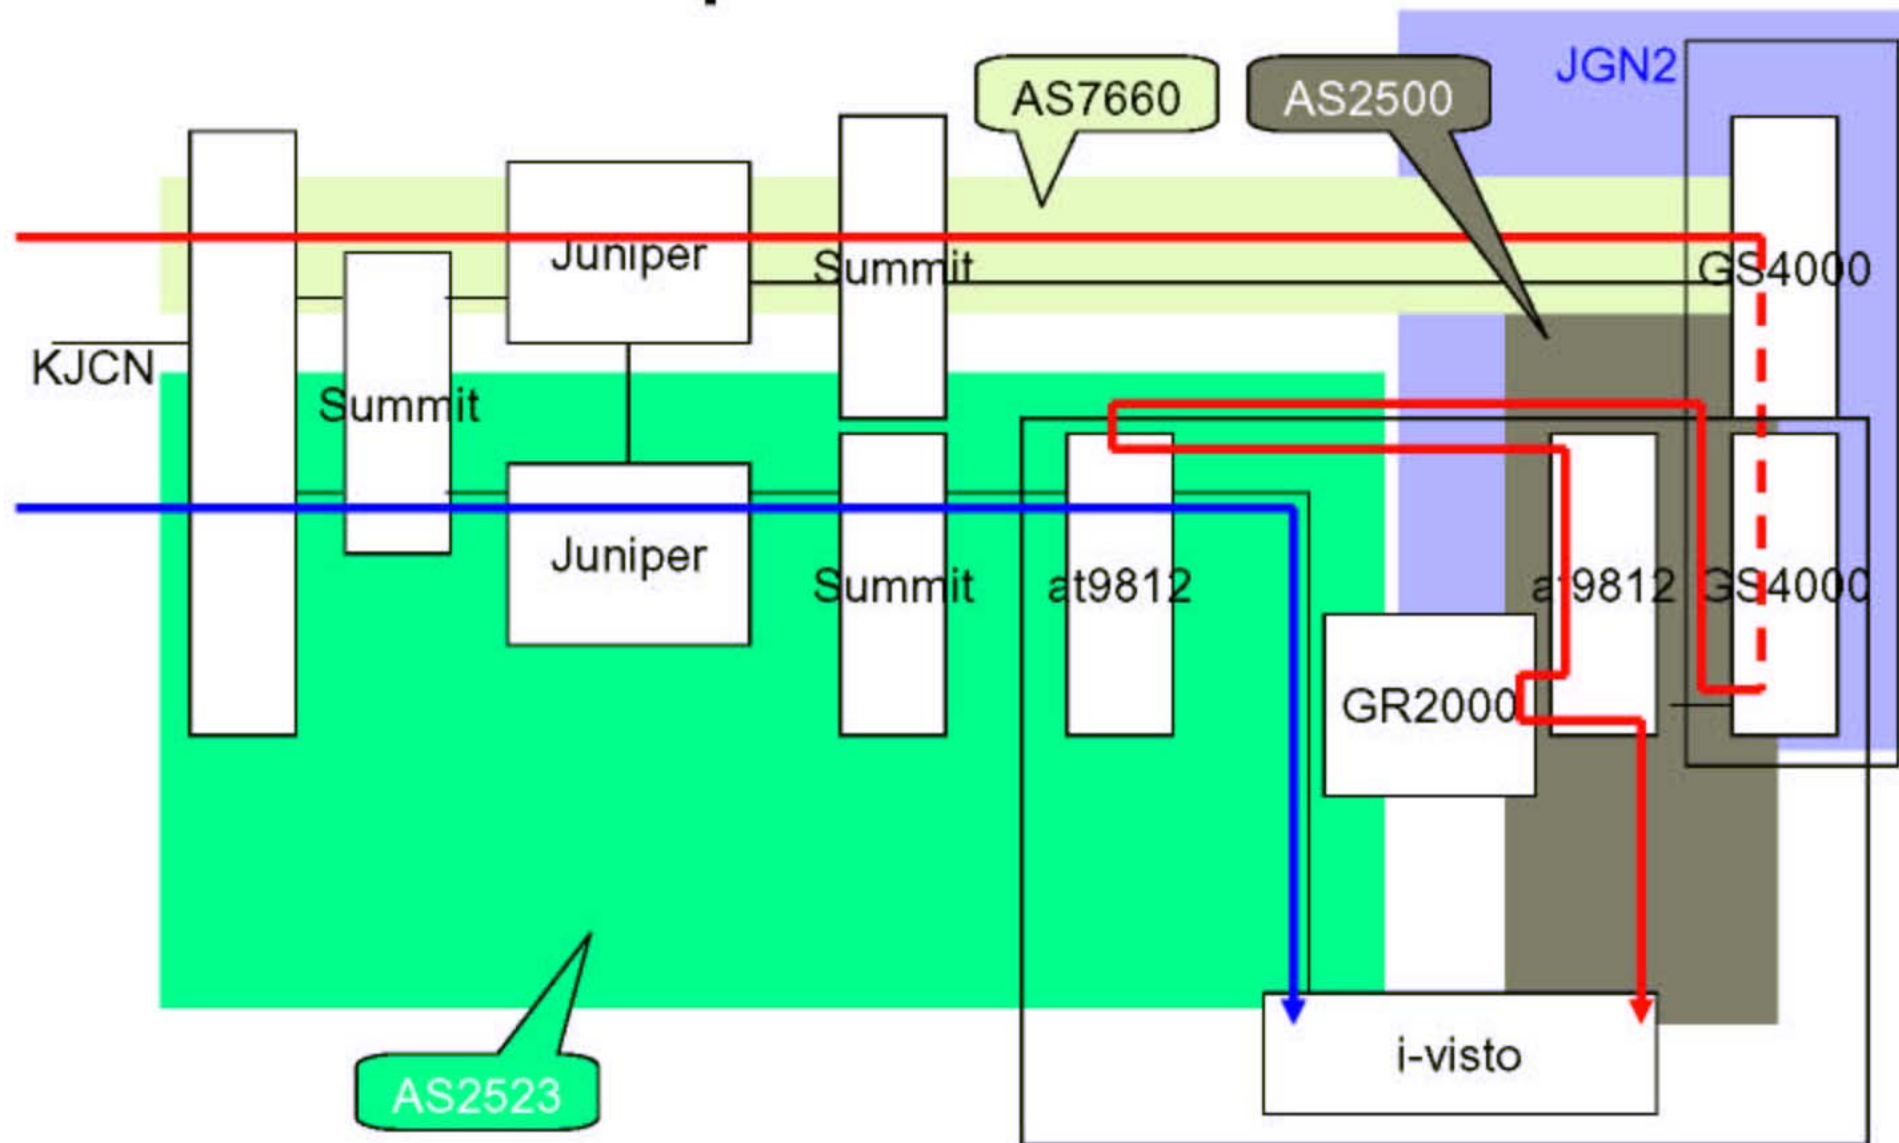 JGN2
AS7660
AS2500
Juniper
Summit
GS4000
KJCN
Summit
Juniper
Summit
at9812
at9812
GS4000
GR2000
i-visto
AS2523